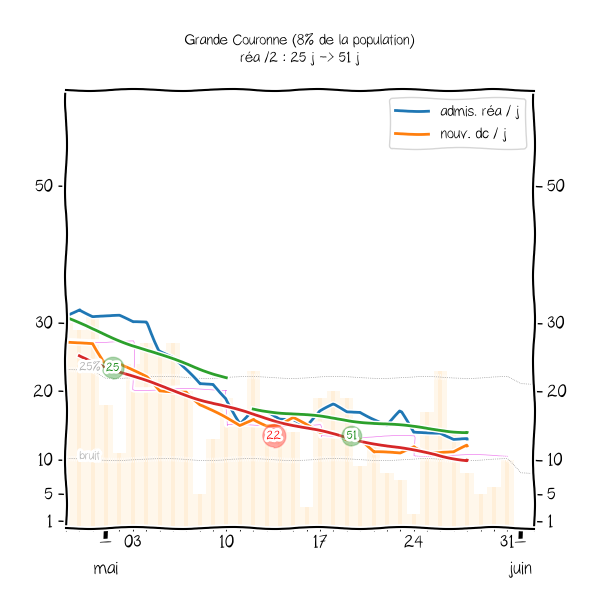 Grande Couronne (8% de la population)
réa /2 : 25 j -> 51 j
admis. réa / j
nouv. dc / j
50 50
30 30
25% 25
20 20
22 51
10 10
bruit
5 5
1 1
1 03 10 17 24 31 1
mai juin